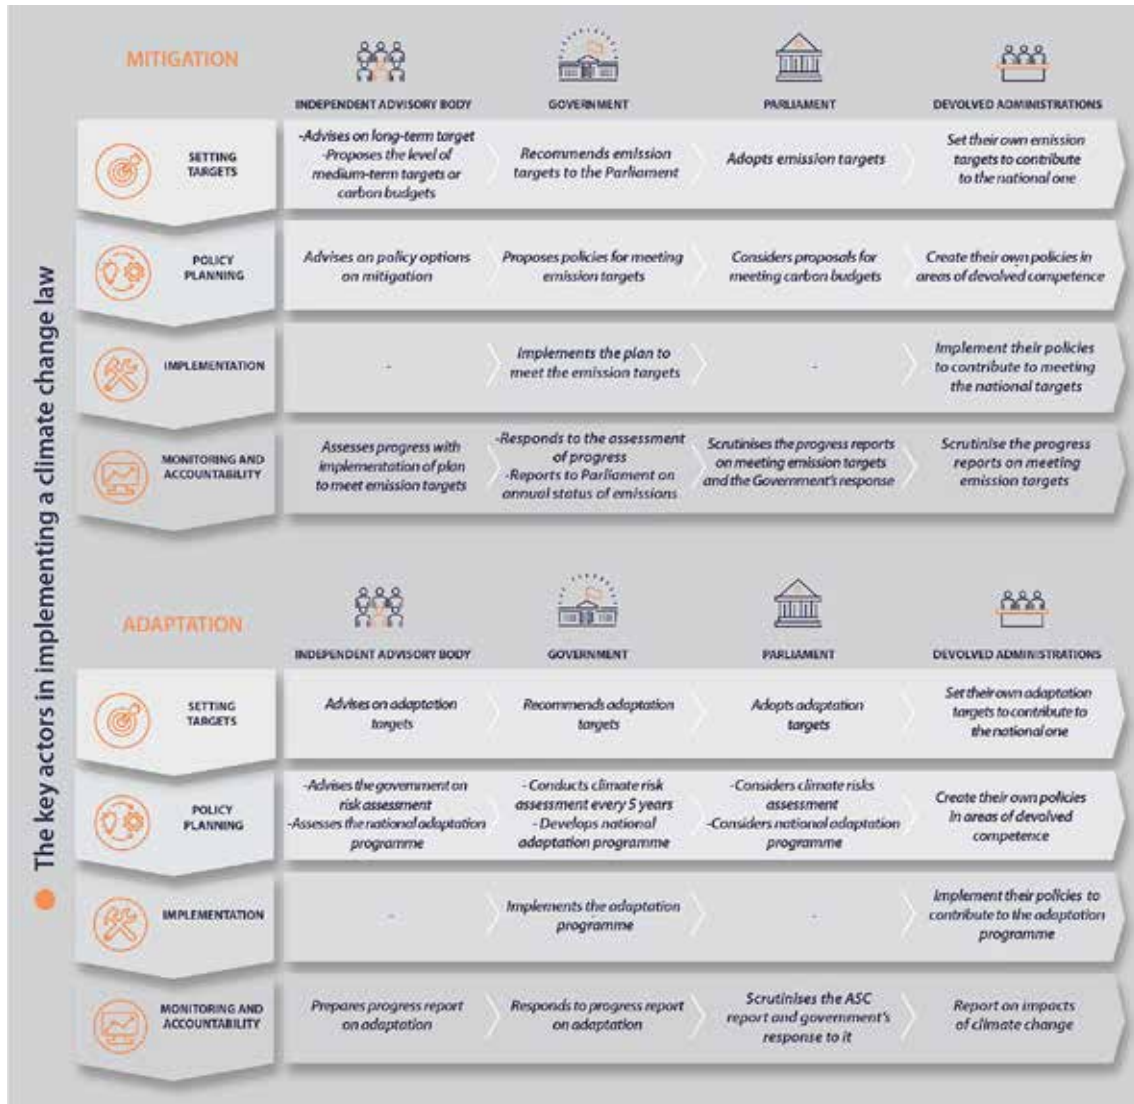 The key actors in implementing a climate change law
MITIGATION
INDEPENDENT ADVISORY BODY
GOVERNMENT
PARLIAMENT
DEVOLVED ADMINISTRATIONS
SETTING
TARGETS
-Advises on long-term target
-Proposes the level of
medium-term targets or
carbon budgets
Recommends emission
targets to the Parliament
Adopts emission targets
Set their own emission
targets to contribute
to the national one
POLICY
PLANNING
Advises on policy options
on mitigation
Proposes policies for meeting
emission targets
Considers proposals for
meeting carbon budgets
Create their own policies in
areas of devolved competence
IMPLEMENTATION
-
Implements the plan to
meet the emission targets
-
Implement their policies
to contribute to meeting
the national targets
MONITORING AND
ACCOUNTABILITY
Assesses progress with
implementation of plan
to meet emission targets
-Responds to the assessment
of progress
-Reports to Parliament on
annual status of emissions
Scrutinises the progress reports
on meeting emission targets
and the Government's response
Scrutinise the progress
reports on meeting
emission targets
ADAPTATION
INDEPENDENT ADVISORY BODY
GOVERNMENT
PARLIAMENT
DEVOLVED ADMINISTRATIONS
SETTING
TARGETS
Advises on adaptation
targets
Recommends adaptation
targets
Adopts adaptation
targets
Set their own adaptation
targets to contribute to
the national one
POLICY
PLANNING
-Advises the government on
risk assessment
-Assesses the national adaptation
programme
- Conducts climate risk
assessment every 5 years
- Develops national
adaptation programme
-Considers climate risks
assessment
-Considers national adaptation
programme
Create their own policies
in areas of devolved
competence
IMPLEMENTATION
-
Implements the adaptation
programme
-
Implement their policies to
contribute to the adaptation
programme
MONITORING AND
ACCOUNTABILITY
Prepares progress report
on adaptation
Responds to progress report
on adaptation
Scrutinises the ASC
report and government's
response to it
Report on impacts
of climate change